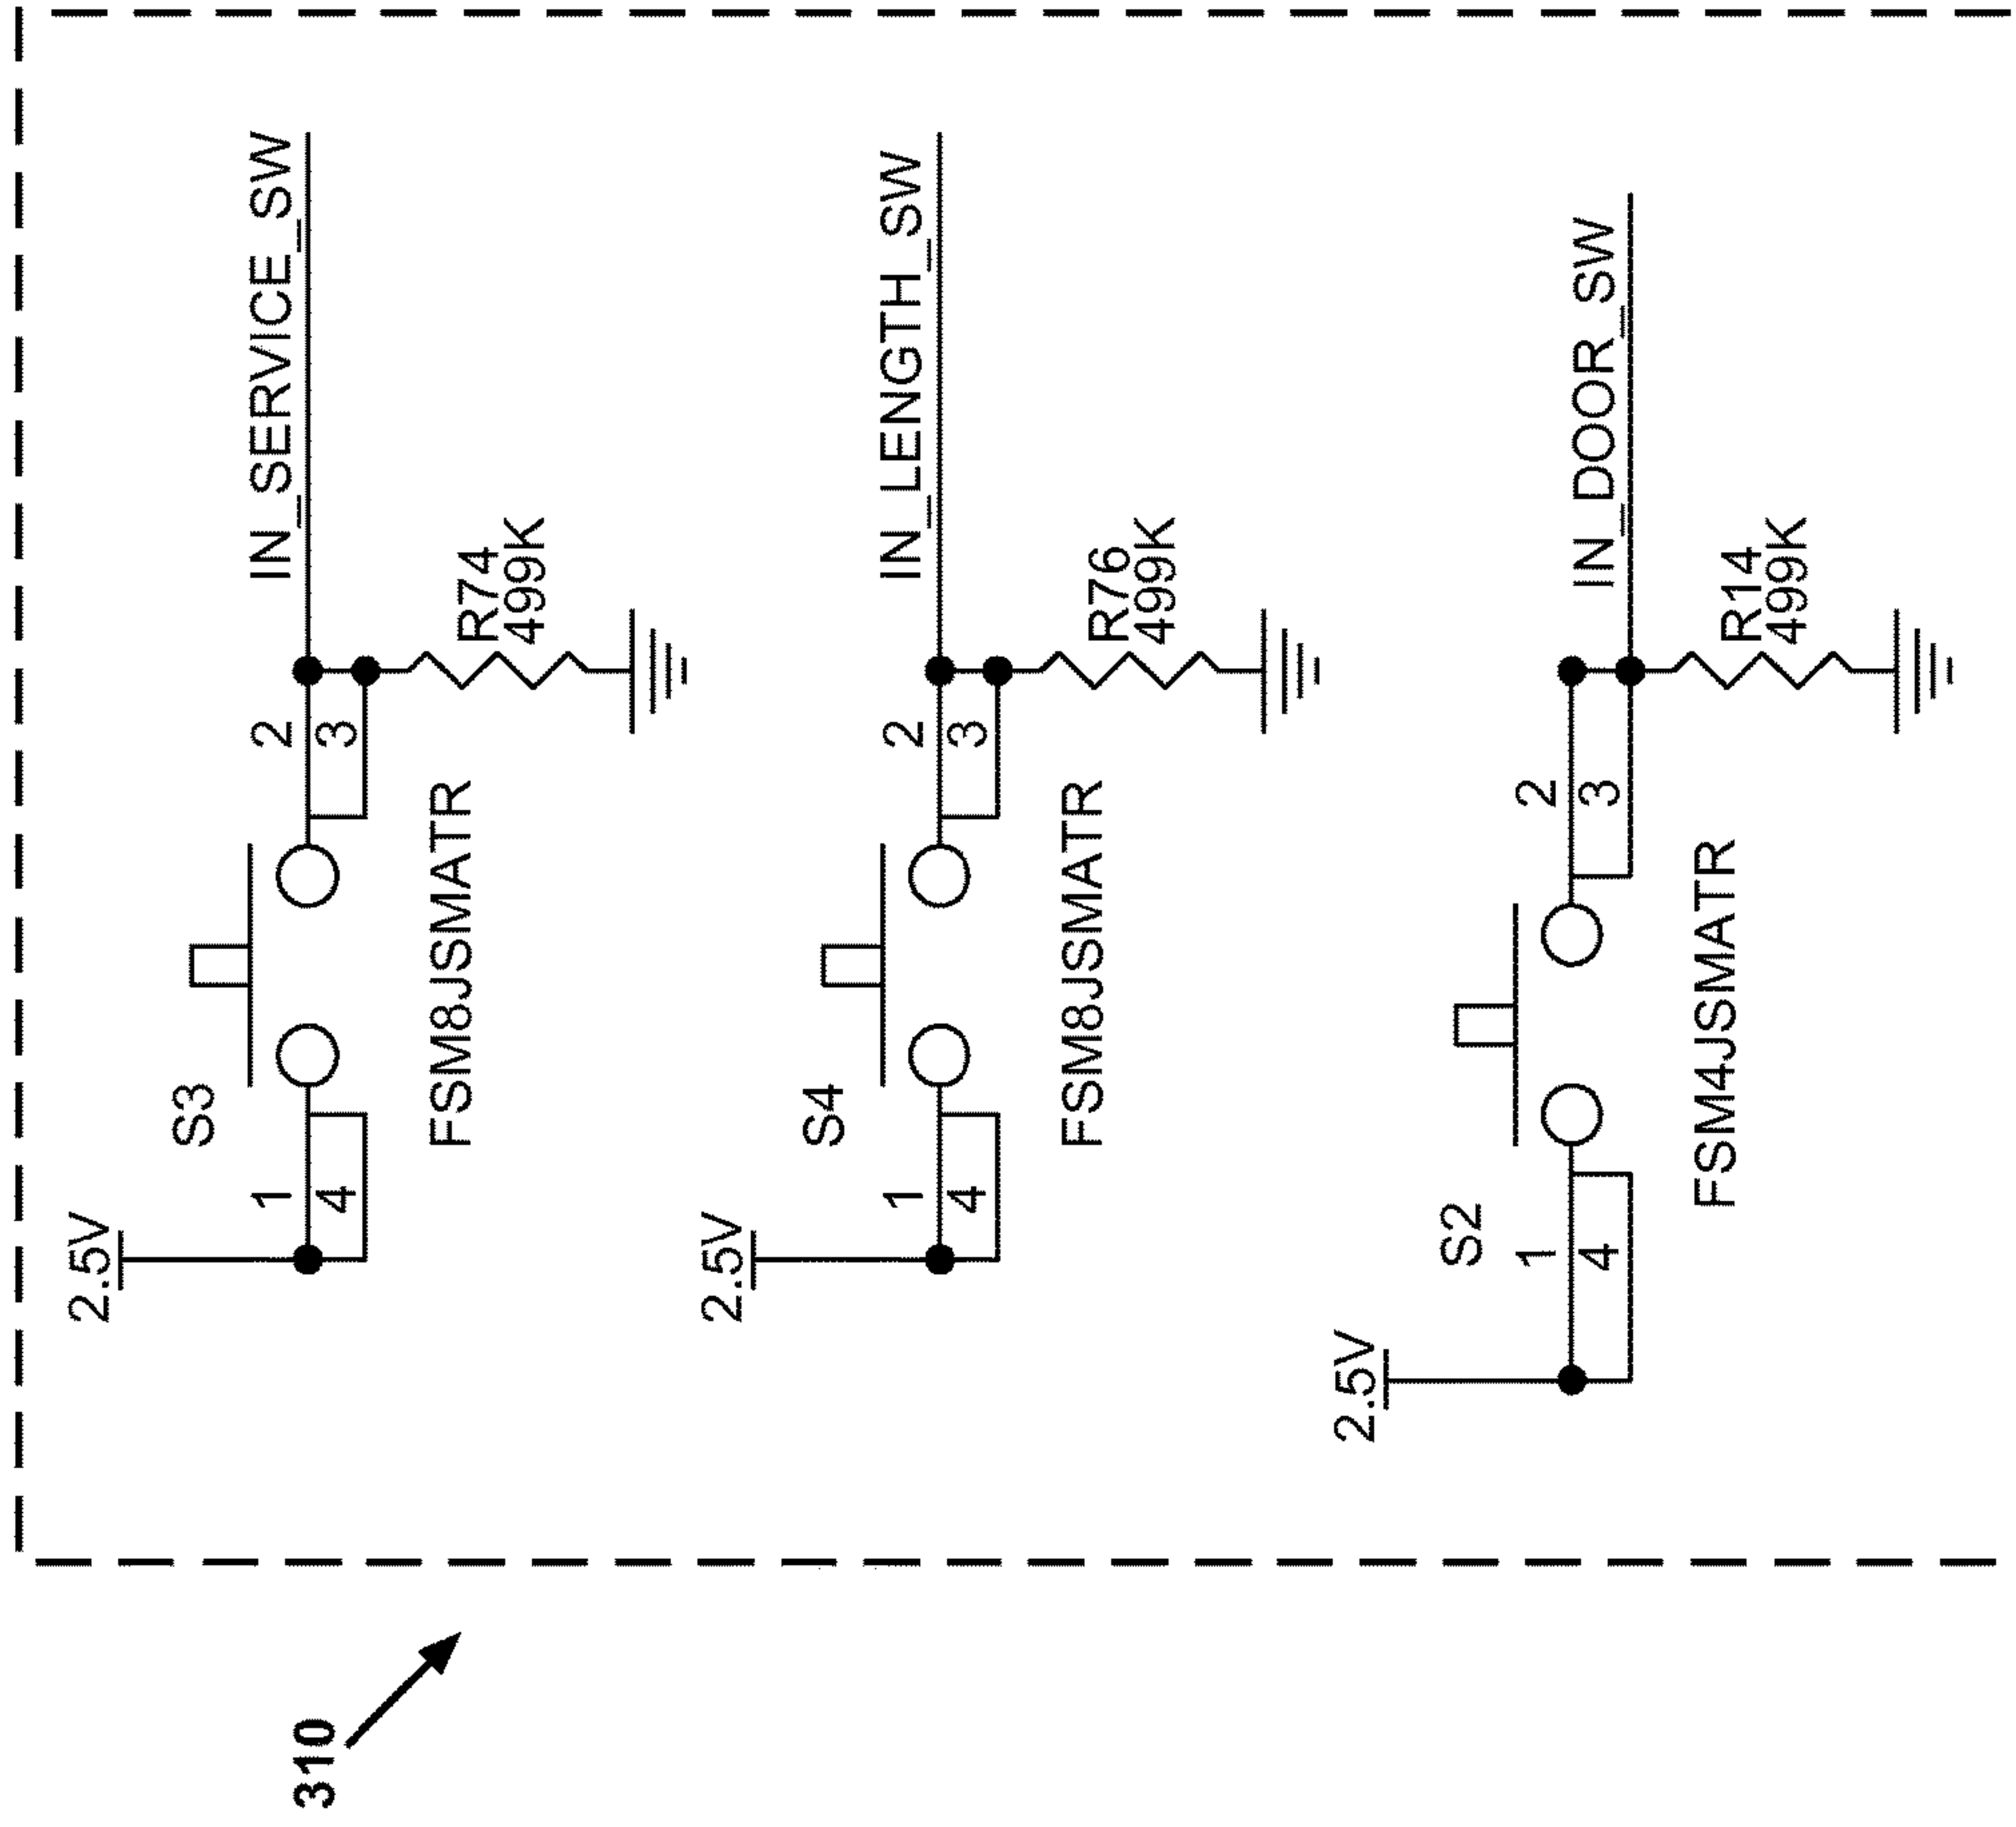 310
2.5V
S3
1
4
2
3
IN_SERVICE_SW
FSM8JSMATR
R74
499K
2.5V
S4
1
4
2
3
IN_LENGTH_SW
FSM8JSMATR
R76
499K
2.5V
S2
1
4
2
3
IN_DOOR_SW
FSM4JSMATR
R14
499K